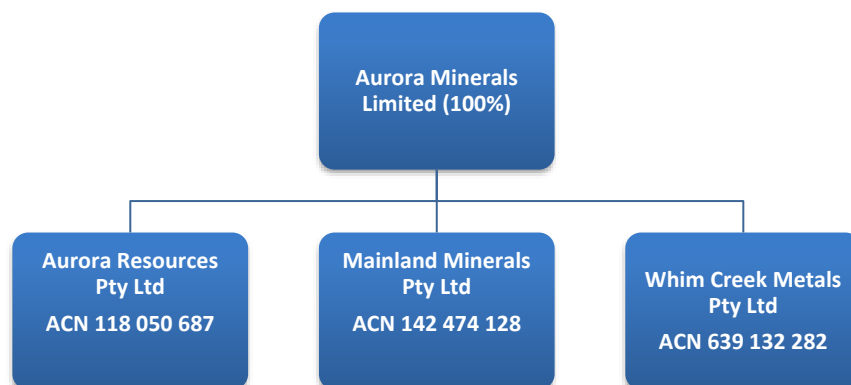 Aurora Minerals
Limited (100%)
Aurora Resources
Pty Ltd
ACN 118 050 687
Mainland Minerals
Pty Ltd
ACN 142 474 128
Whim Creek Metals
Pty Ltd
ACN 639 132 282